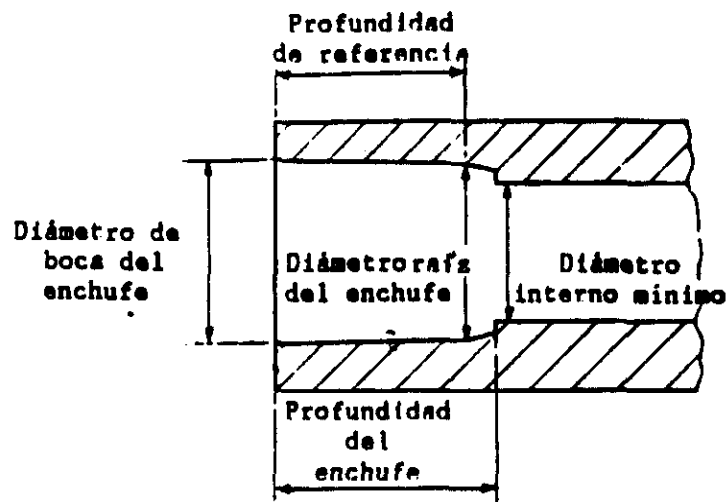 Profundidad
de referencia
Diámetro de
boca del
enchufe
Diámetro raíz
del enchufe
Diámetro
interno mínimo
Profundidad
del
enchufe